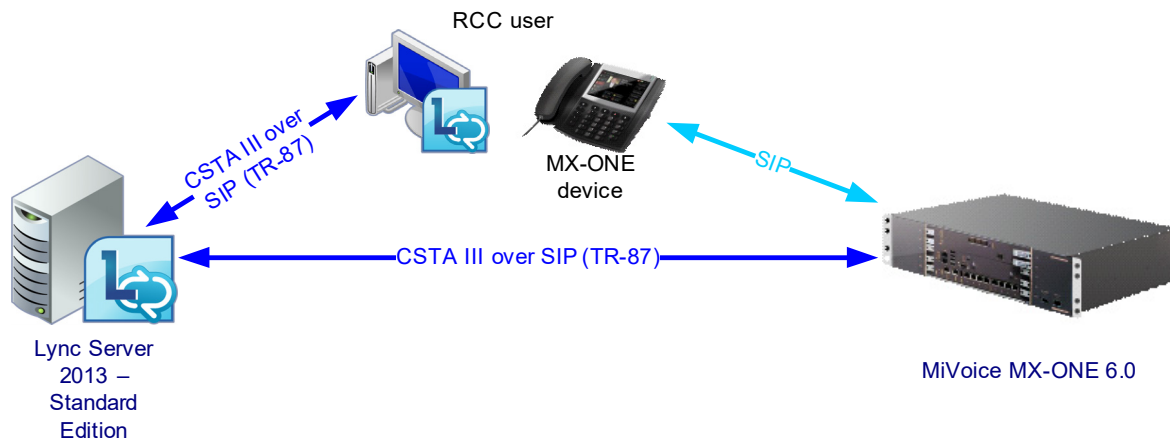 RCC user
CSTA III over
SIP (TR-87)
MX-ONE
device
SIP
CSTA III over SIP (TR-87)
Lync Server
2013 –
Standard
Edition
MiVoice MX-ONE 6.0